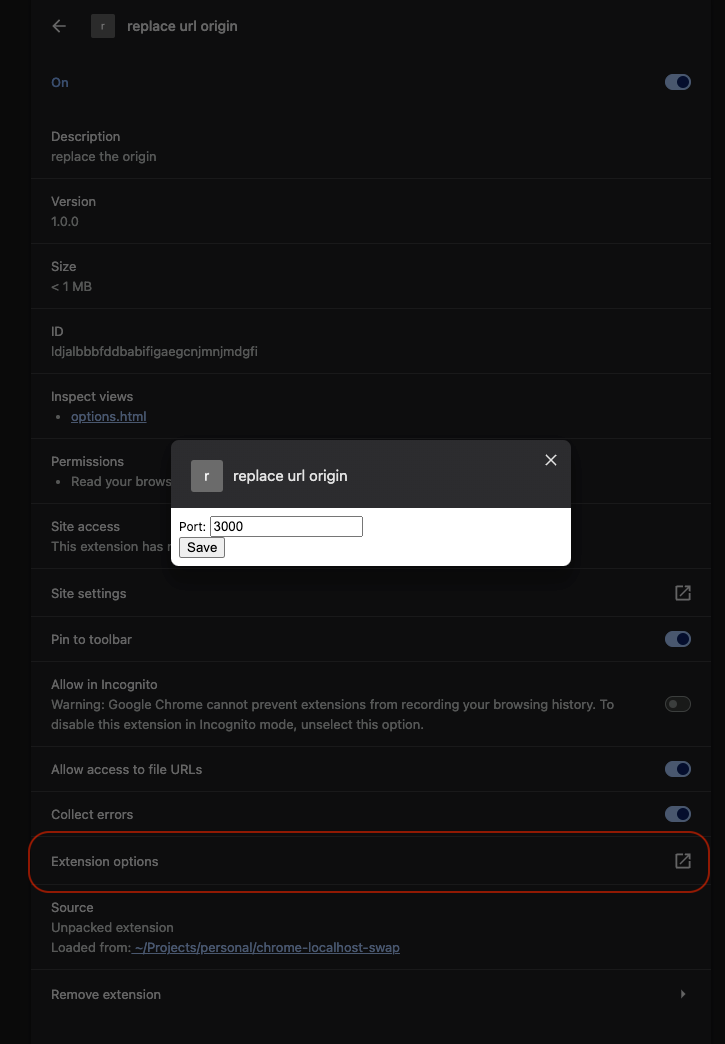 r replace url origin
On
Description
replace the origin
Version
1.0.0
Size
< 1 MB
ID
ldjalbbbfddbabifigaegcnjmnjmdgfi
Inspect views
• options.html
Permissions
• Read your brows
Site access
This extension has r
r replace url origin
Port: 3000
Save
Site settings
Pin to toolbar
Allow in Incognito
Warning: Google Chrome cannot prevent extensions from recording your browsing history. To
disable this extension in Incognito mode, unselect this option.
Allow access to file URLs
Collect errors
Extension options
Source
Unpacked extension
Loaded from: ~/Projects/personal/chrome-localhost-swap
Remove extension